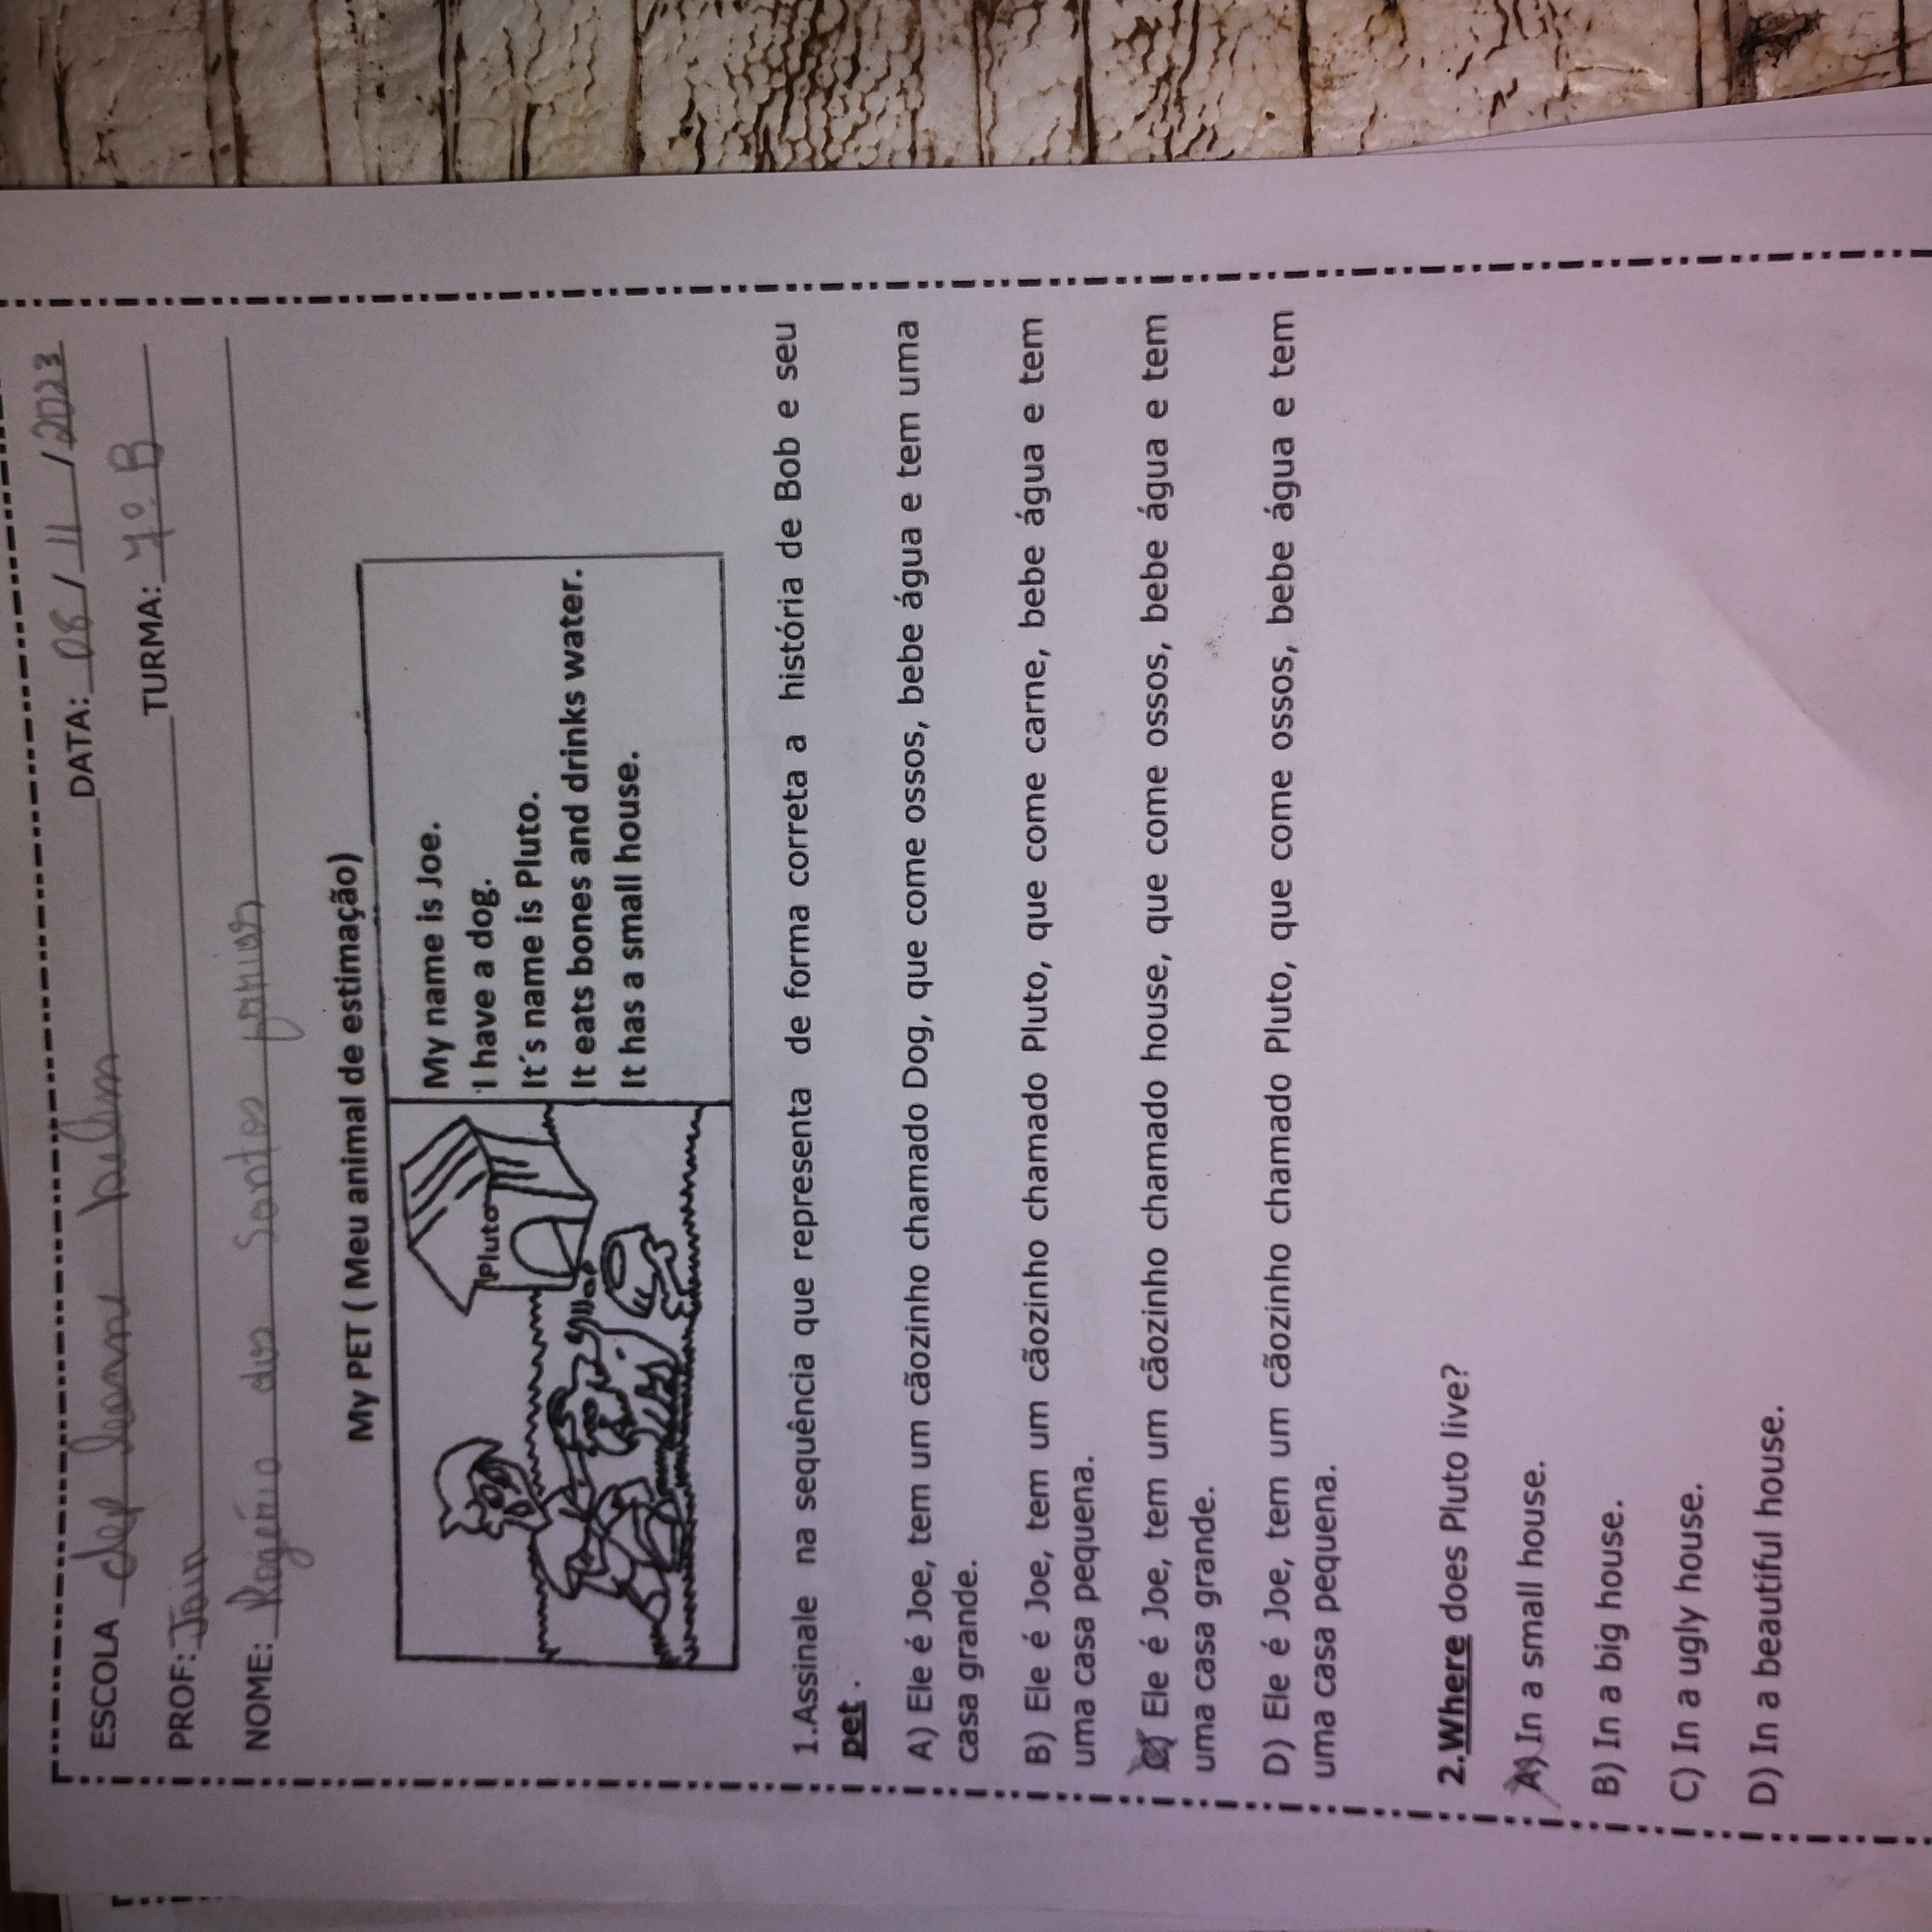 ESCOLA dep DATA: 08 / 11 / 2023
PROF: Jain TURMA: 7º B
NOME: Rogério dos Santos
My PET ( Meu animal de estimação)
Pluto
My name is Joe.
I have a dog.
It´s name is Pluto.
It eats bones and drinks water.
It has a small house.
1.Assinale na sequência que representa de forma correta a história de Bob e seu
pet .
A) Ele é Joe, tem um cãozinho chamado Dog, que come ossos, bebe água e tem uma
casa grande.
B) Ele é Joe, tem um cãozinho chamado Pluto, que come carne, bebe água e tem
uma casa pequena.
C) Ele é Joe, tem um cãozinho chamado house, que come ossos, bebe água e tem
uma casa grande.
D) Ele é Joe, tem um cãozinho chamado Pluto, que come ossos, bebe água e tem
uma casa pequena.
2.Where does Pluto live?
A) In a small house.
B) In a big house.
C) In a ugly house.
D) In a beautiful house.